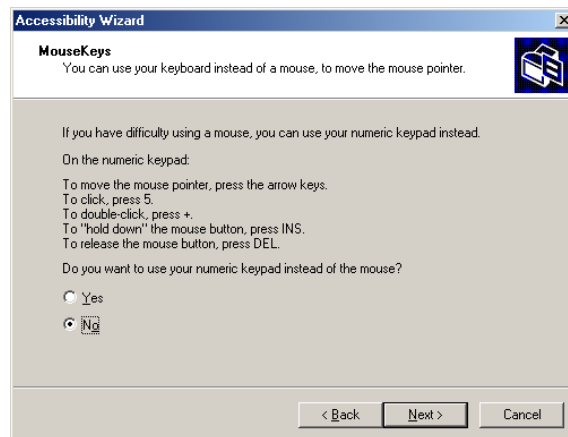 Accessibility Wizard
MouseKeys
You can use your keyboard instead of a mouse, to move the mouse pointer.
If you have difficulty using a mouse, you can use your numeric keypad instead.
On the numeric keypad:
To move the mouse pointer, press the arrow keys.
To click, press 5.
To double-click, press +.
To "hold down" the mouse button, press INS.
To release the mouse button, press DEL.
Do you want to use your numeric keypad instead of the mouse?
Yes
No
< Back Next > Cancel